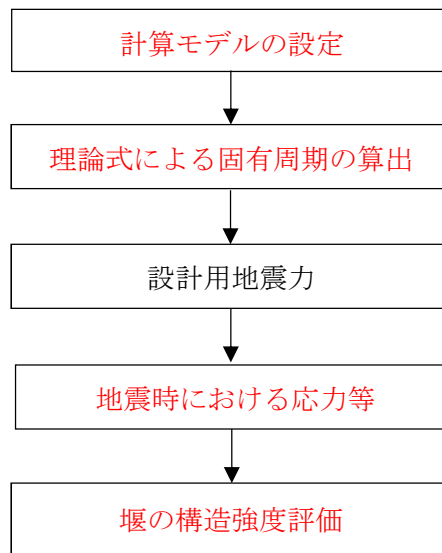 計算モデルの設定
理論式による固有周期の算出
設計用地震力
地震時における応力等
堰の構造強度評価